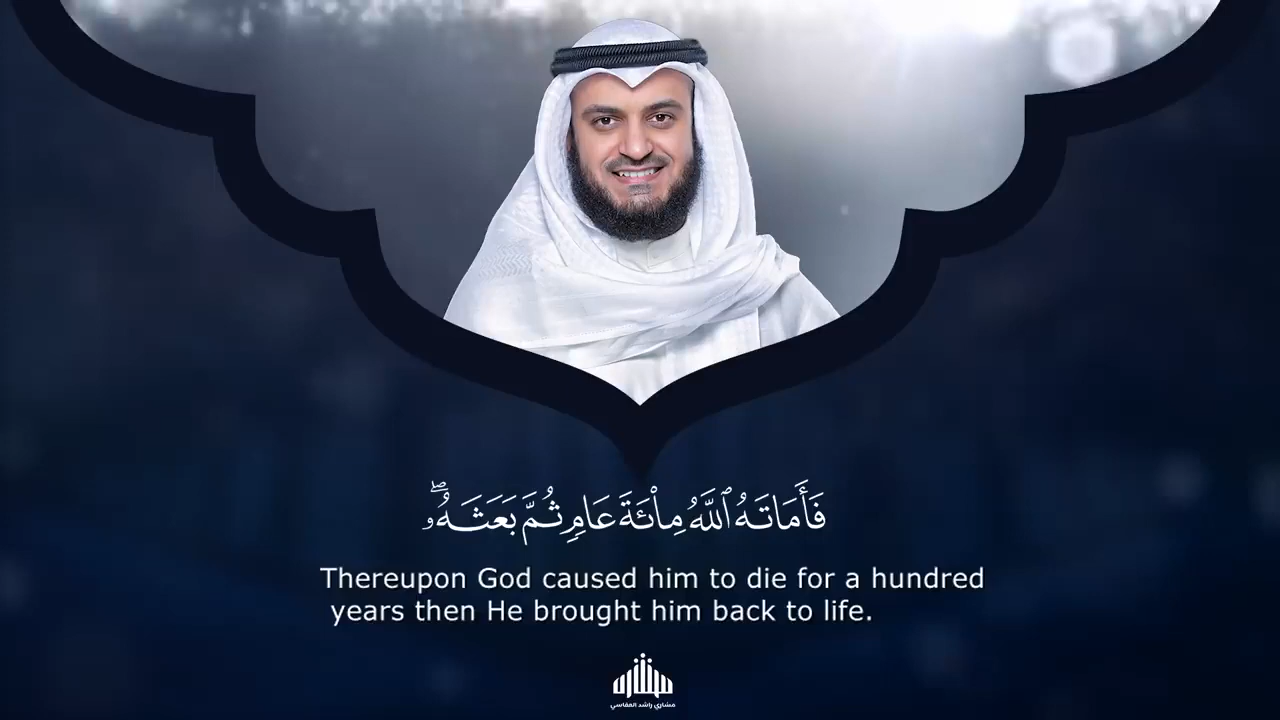 فَأَمَاتَهُ ٱللَّهُ مِا۟ئَةَ عَامٍ ثُمَّ بَعَثَهُۥ ۖ
Thereupon God caused him to die for a hundred
years then He brought him back to life.
مشاري راشد العفاسي